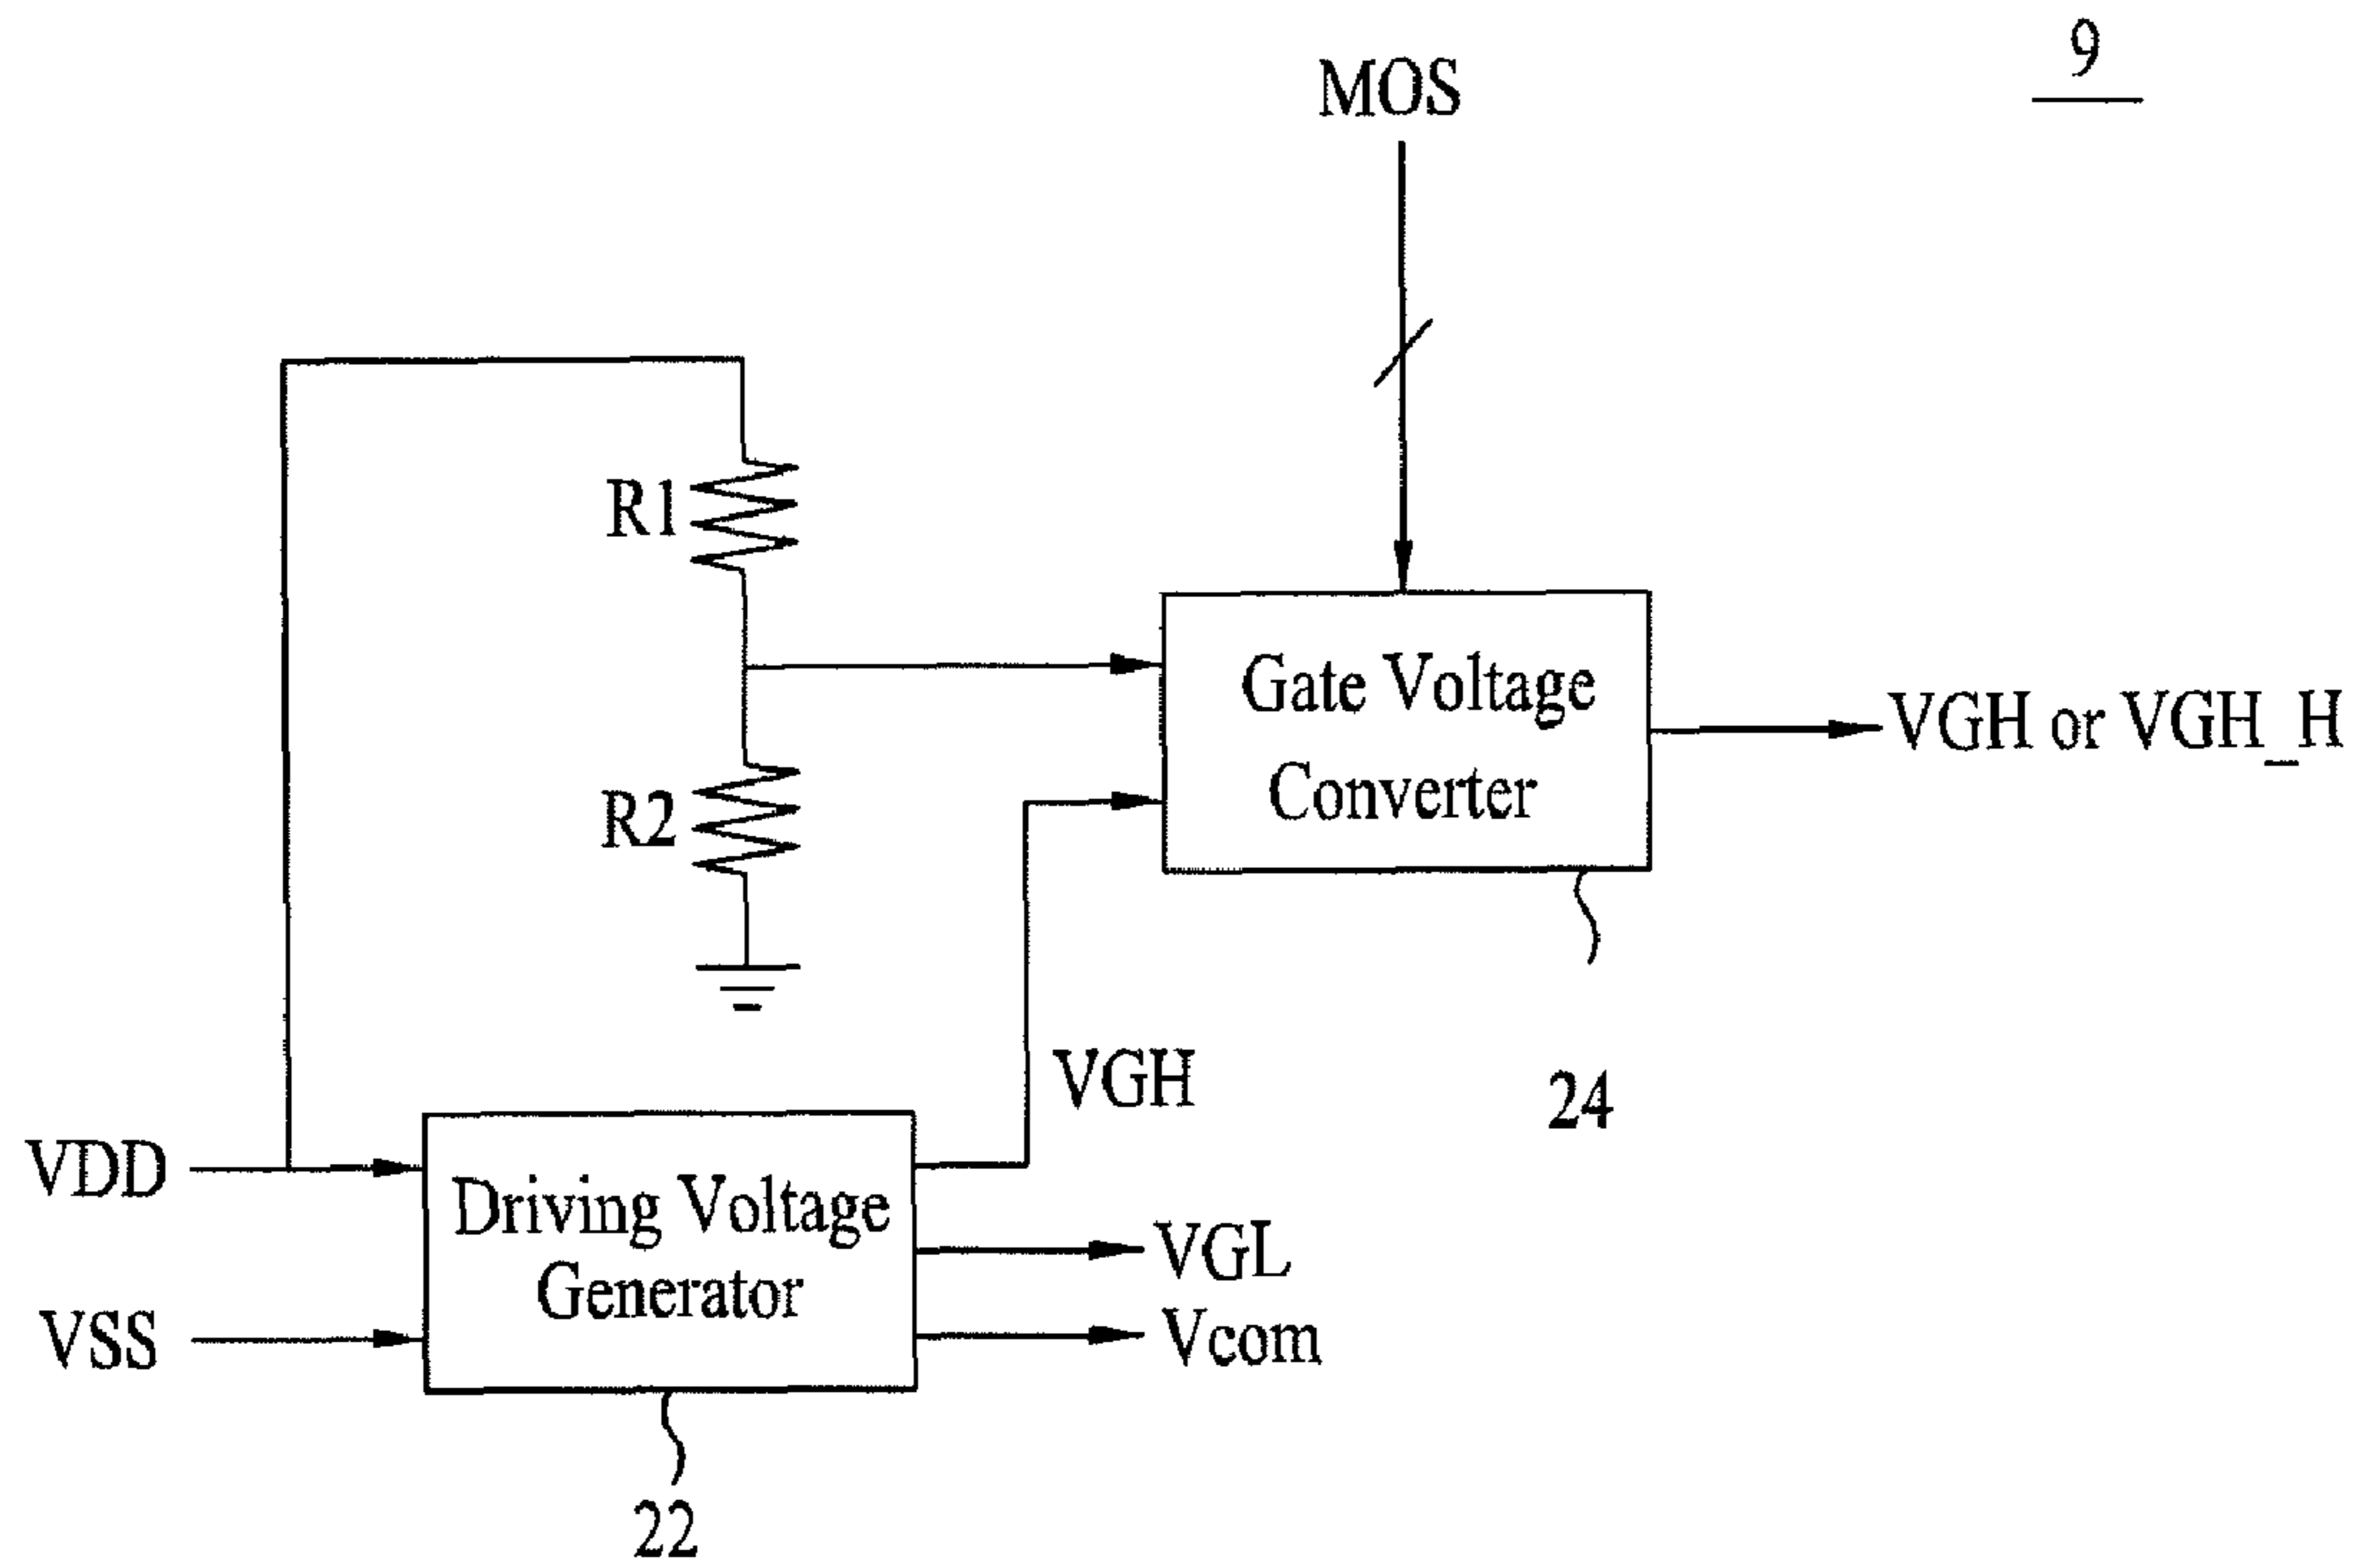 9
MOS
R1
Gate Voltage
Converter
VGH or VGH_H
R2
VGH
24
VDD
Driving Voltage
Generator
VGL
VSS
Vcom
22